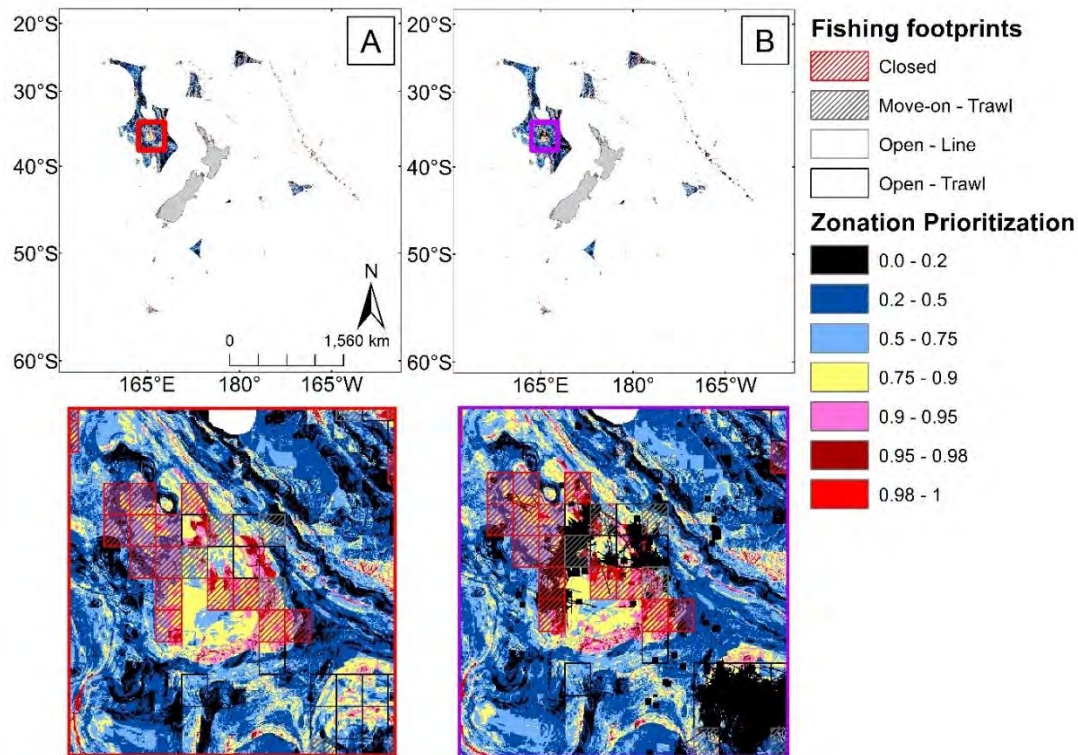 20°S
30°S
40°S
50°S
60°S
A
N
0 1,560 km
165°E 180° 165°W
20°S
30°S
40°S
50°S
60°S
B
165°E 180° 165°W
Fishing footprints
Closed
Move-on - Trawl
Open - Line
Open - Trawl
Zonation Prioritization
0.0 - 0.2
0.2 - 0.5
0.5 - 0.75
0.75 - 0.9
0.9 - 0.95
0.95 - 0.98
0.98 - 1